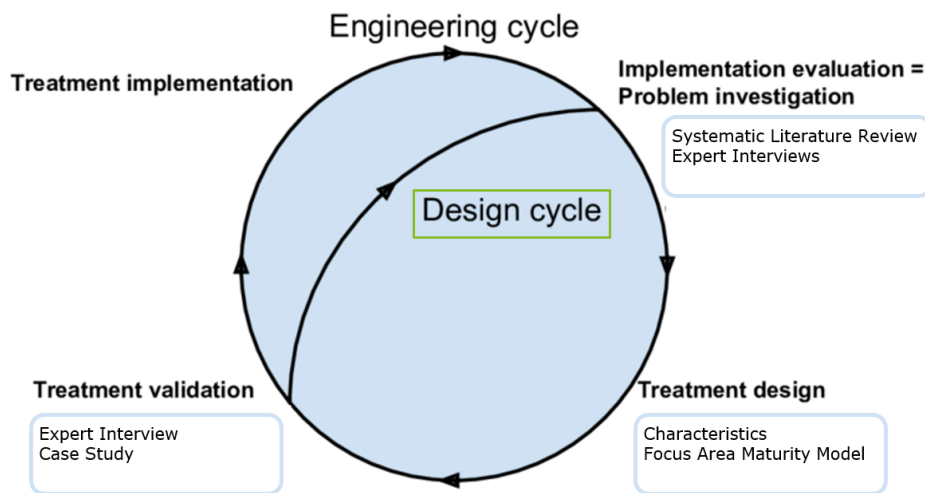 Engineering cycle
Treatment implementation
Implementation evaluation =
Problem investigation
Systematic Literature Review
Expert Interviews
Design cycle
Treatment validation
Expert Interview
Case Study
Treatment design
Characteristics
Focus Area Maturity Model